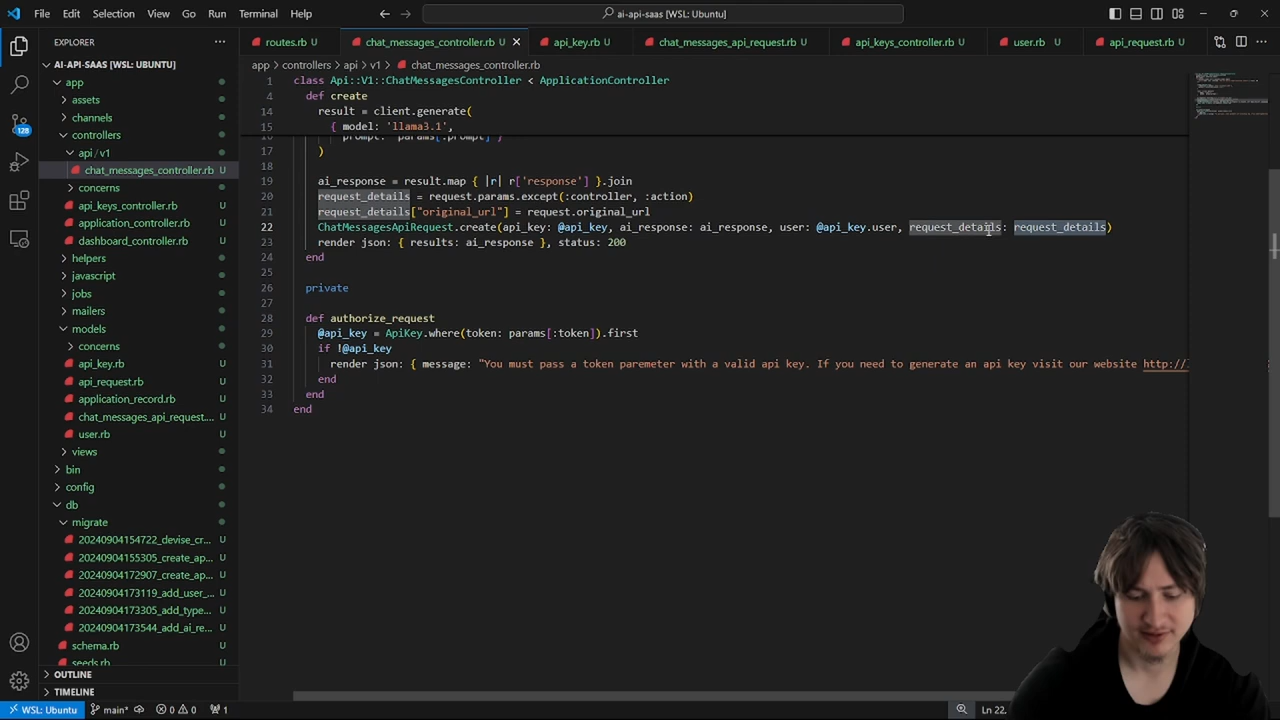 File Edit Selection View Go Run Terminal Help
ai-api-saas [WSL: Ubuntu]
EXPLORER
routes.rb U
chat_messages_controller.rb U
api_key.rb U
chat_messages_api_request.rb U
api_keys_controller.rb U
user.rb U
api_request.rb U
AI-API-SAAS [WSL: UBUNTU]
app > controllers > api > v1 > chat_messages_controller.rb
app
assets
channels
controllers
api / v1
chat_messages_controller.rb U
concerns
api_keys_controller.rb U
application_controller.rb U
dashboard_controller.rb U
helpers
javascript
jobs
mailers
models
concerns
api_key.rb U
api_request.rb U
application_record.rb U
chat_messages_api_request.... U
user.rb U
views
bin
config
db
migrate
20240904154722_devise_cr... U
20240904155305_create_ap... U
20240904172907_create_ap... U
20240904173119_add_user_... U
20240904173305_add_type... U
20240904173544_add_ai_re... U
schema.rb U
seeds.rb U
OUTLINE
TIMELINE
128
1 class Api::V1::ChatMessagesController < ApplicationController
4 def create
14 result = client.generate(
15 { model: 'llama3.1',
16 prompt: params[:prompt] }
17 )
18
19 ai_response = result.map { |r| r['response'] }.join
20 request_details = request.params.except(:controller, :action)
21 request_details["original_url"] = request.original_url
22 ChatMessagesApiRequest.create(api_key: @api_key, ai_response: ai_response, user: @api_key.user, request_details: request_details)
23 render json: { results: ai_response }, status: 200
24 end
25
26 private
27
28 def authorize_request
29 @api_key = ApiKey.where(token: params[:token]).first
30 if !@api_key
31 render json: { message: "You must pass a token paremeter with a valid api key. If you need to generate an api key visit our website http://
32 end
33 end
34 end
WSL: Ubuntu main* 0 0 1
Ln 22,